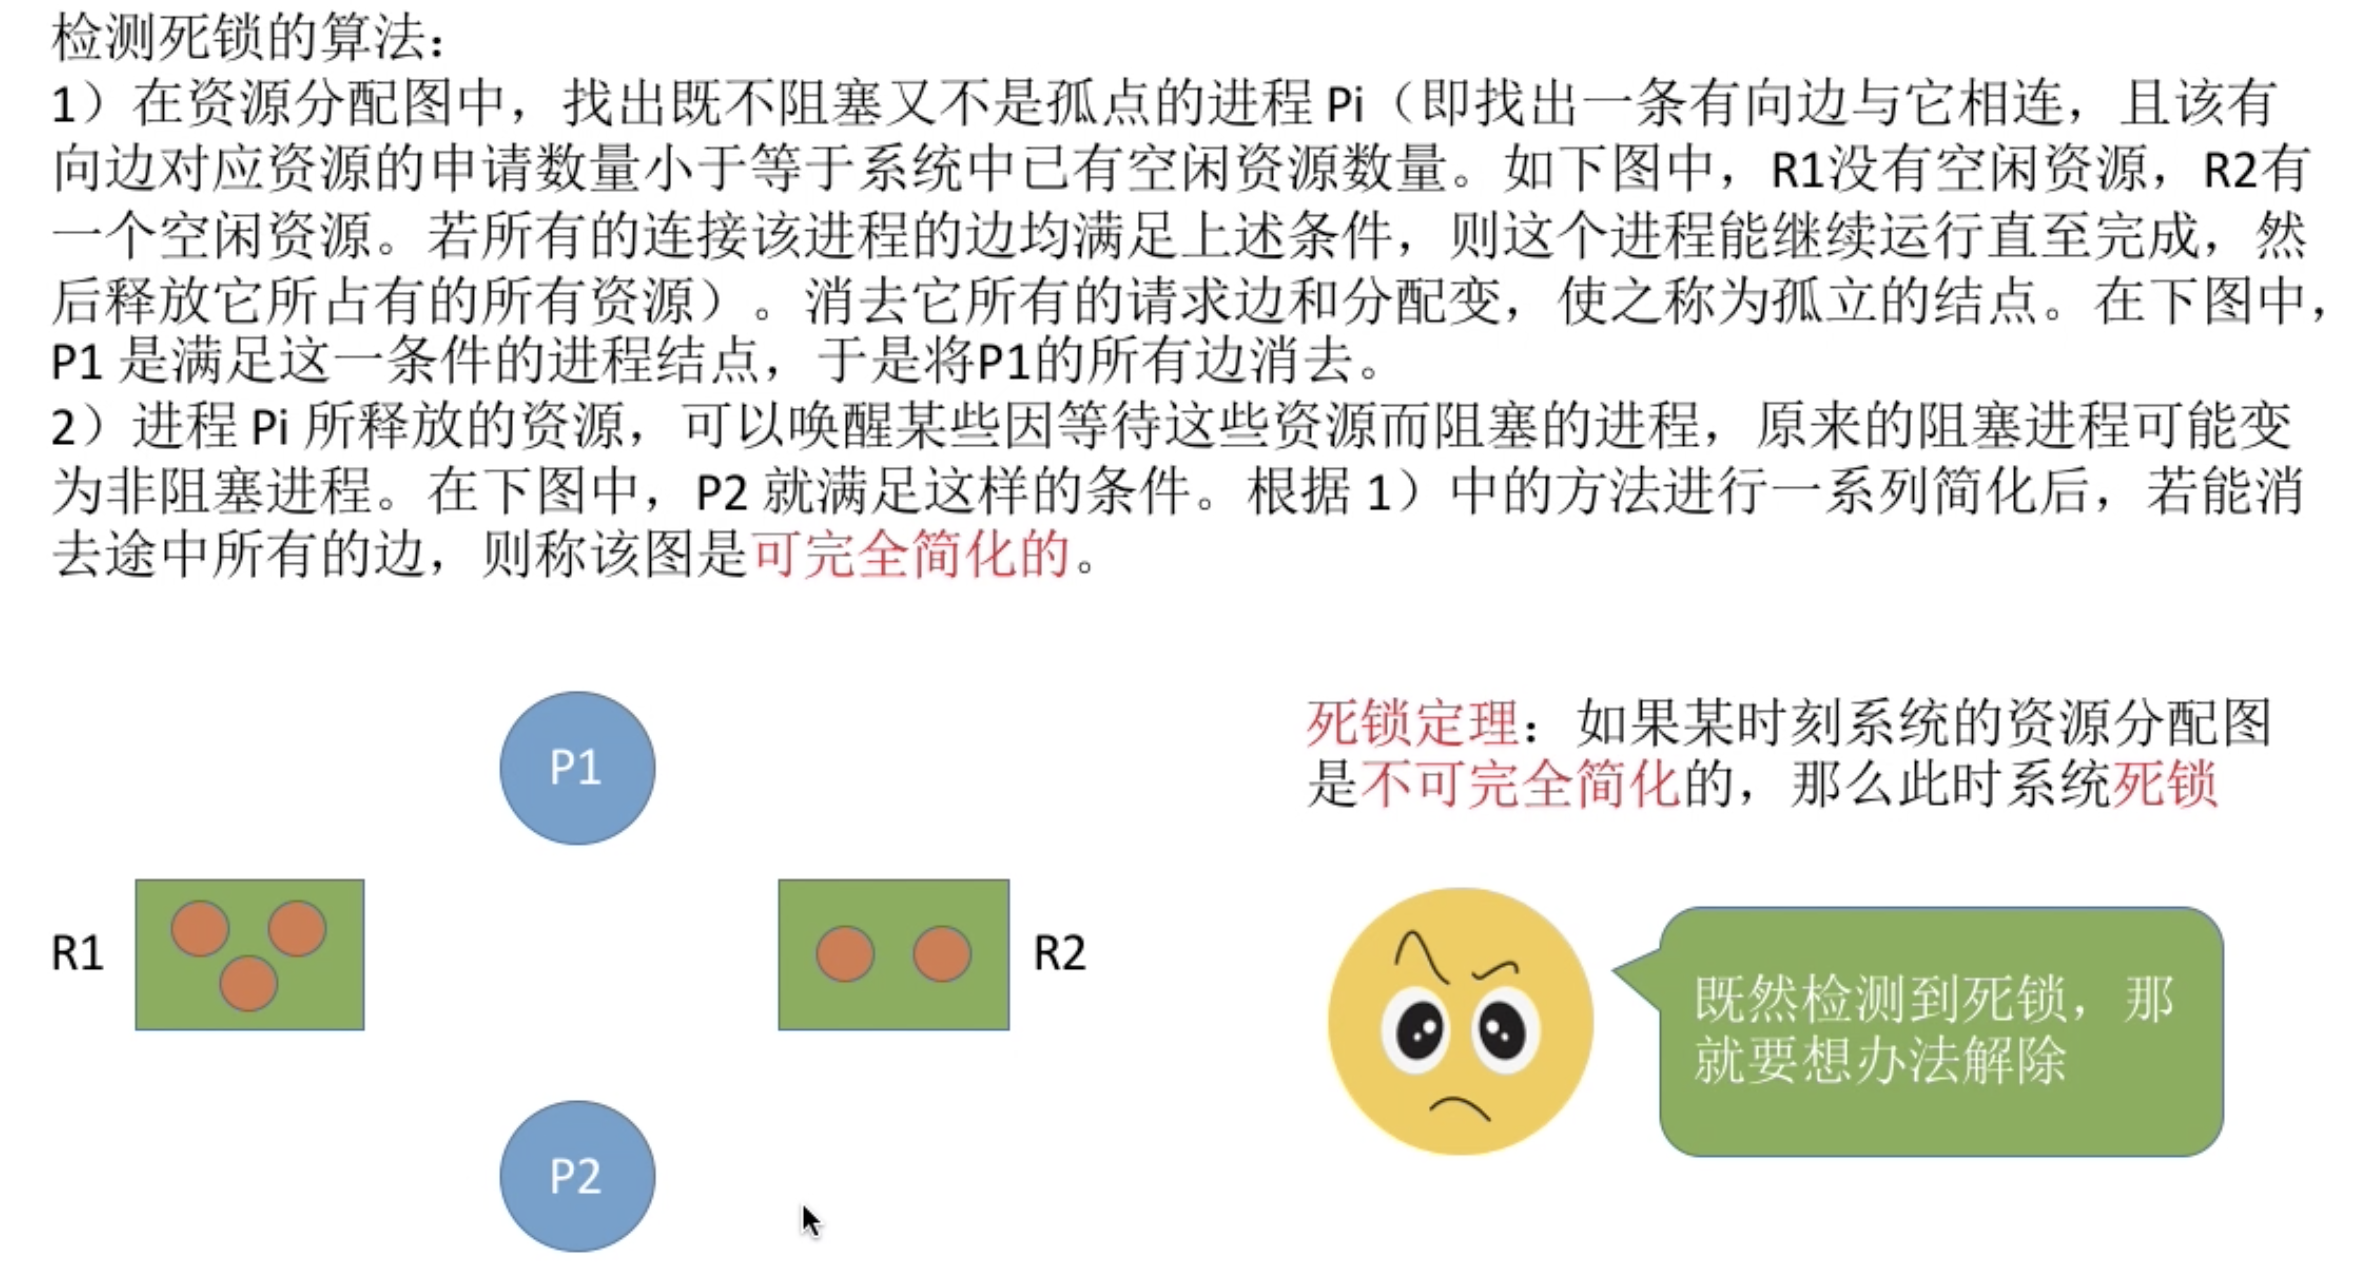 检测死锁的算法：
1）在资源分配图中，找出既不阻塞又不是孤点的进程 Pi（即找出一条有向边与它相连，且该有
向边对应资源的申请数量小于等于系统中已有空闲资源数量。如下图中，R1没有空闲资源，R2有
一个空闲资源。若所有的连接该进程的边均满足上述条件，则这个进程能继续运行直至完成，然
后释放它所占有的所有资源）。消去它所有的请求边和分配变，使之称为孤立的结点。在下图中，
P1 是满足这一条件的进程结点，于是将P1的所有边消去。
2）进程 Pi 所释放的资源，可以唤醒某些因等待这些资源而阻塞的进程，原来的阻塞进程可能变
为非阻塞进程。在下图中，P2 就满足这样的条件。根据 1）中的方法进行一系列简化后，若能消
去途中所有的边，则称该图是可完全简化的。
P1
R1
R2
P2
死锁定理：如果某时刻系统的资源分配图
是不可完全简化的，那么此时系统死锁
既然检测到死锁，那
就要想办法解除